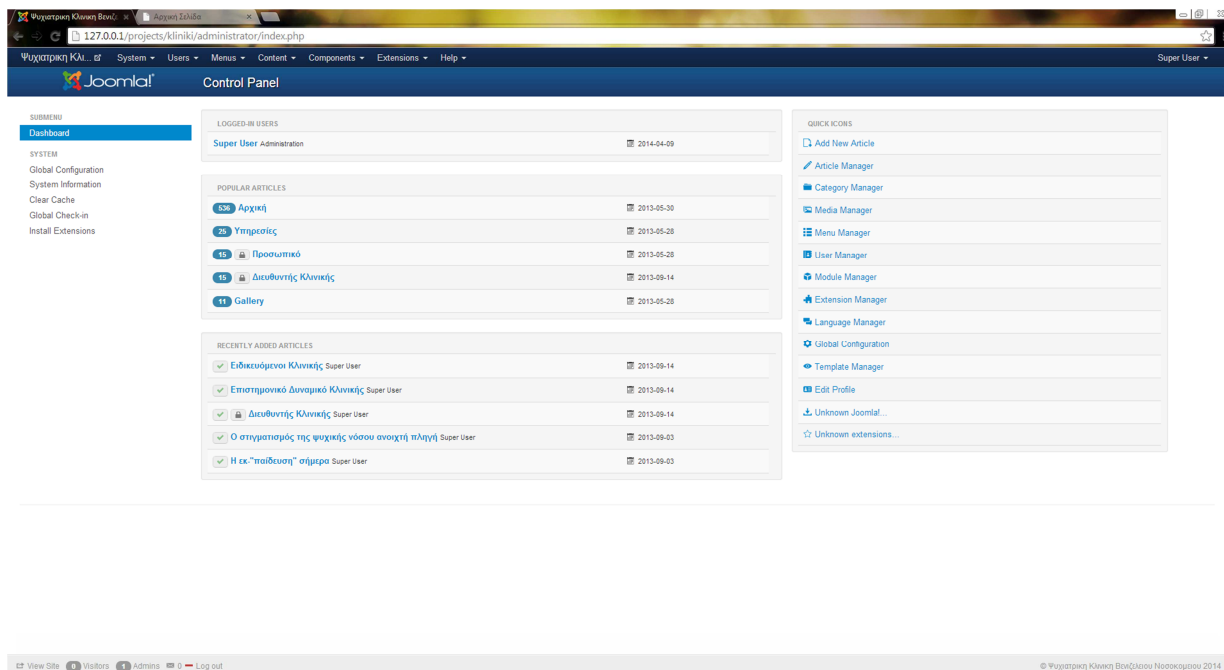 Ψυχιατρικη Κλινικη Βενιζε
Αρχική Σελίδα
127.0.0.1/projects/kliniki/administrator/index.php
Ψυχιατρικη Κλι... System Users Menus Content Components Extensions Help Super User
Joomla! Control Panel
SUBMENU
Dashboard
SYSTEM
Global Configuration
System Information
Clear Cache
Global Check-in
Install Extensions
LOGGED-IN USERS
Super User Administration 2014-04-09
POPULAR ARTICLES
536 Αρχική 2013-05-30
25 Υπηρεσίες 2013-05-28
15 Προσωπικό 2013-05-28
15 Διευθυντής Κλινικής 2013-09-14
11 Gallery 2013-05-28
RECENTLY ADDED ARTICLES
Ειδικευόμενοι Κλινικής Super User 2013-09-14
Επιστημονικό Δυναμικό Κλινικής Super User 2013-09-14
Διευθυντής Κλινικής Super User 2013-09-14
Ο στιγματισμός της ψυχικής νόσου ανοιχτή πληγή Super User 2013-09-03
Η εκ-"παίδευση" σήμερα Super User 2013-09-03
QUICK ICONS
Add New Article
Article Manager
Category Manager
Media Manager
Menu Manager
User Manager
Module Manager
Extension Manager
Language Manager
Global Configuration
Template Manager
Edit Profile
Unknown Joomla!...
Unknown extensions...
View Site 0 Visitors 1 Admins 0 Log out
© Ψυχιατρικη Κλινικη Βενιζελειου Νοσοκομειου 2014